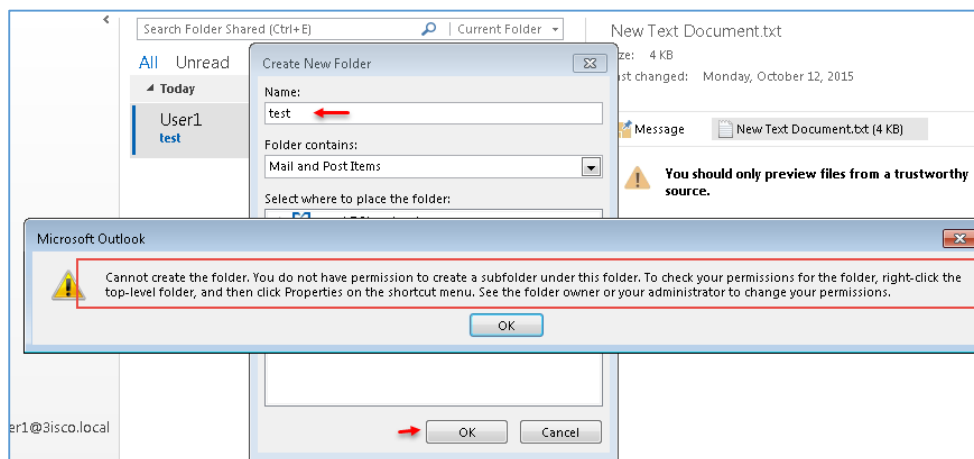 Search Folder Shared (Ctrl+E)
Current Folder
New Text Document.txt
ze: 4 KB
st changed: Monday, October 12, 2015
All Unread
Today
User1
test
Create New Folder
Name:
test
Folder contains:
Mail and Post Items
Select where to place the folder:
Message
New Text Document.txt (4 KB)
You should only preview files from a trustworthy
source.
Microsoft Outlook
Cannot create the folder. You do not have permission to create a subfolder under this folder. To check your permissions for the folder, right-click the
top-level folder, and then click Properties on the shortcut menu. See the folder owner or your administrator to change your permissions.
OK
OK
Cancel
er1@3isco.local